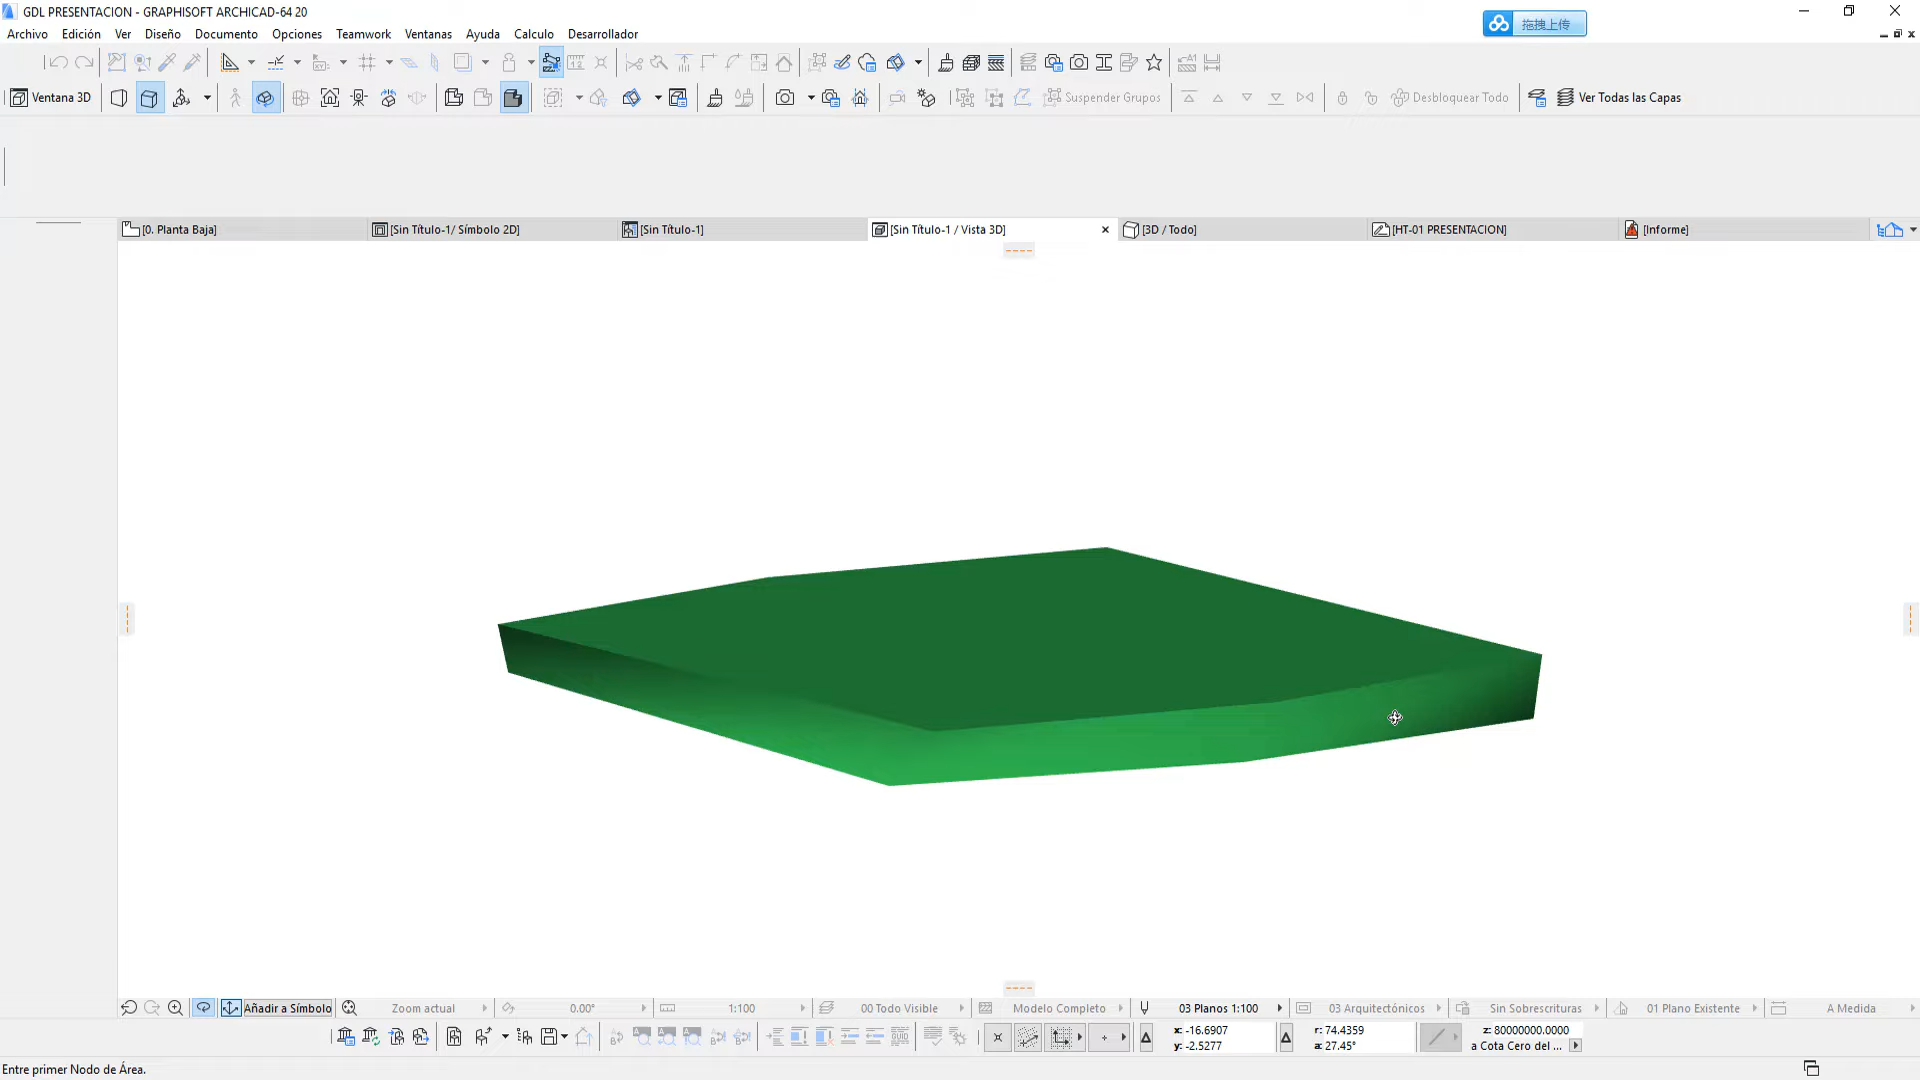 GDL PRESENTACION - GRAPHISOFT ARCHICAD-64 20
拖拽上传
Archivo Edición Ver Diseño Documento Opciones Teamwork Ventanas Ayuda Calculo Desarrollador
Ventana 3D Suspender Grupos Desbloquear Todo Ver Todas las Capas
[0. Planta Baja] [Sin Título-1/ Símbolo 2D] [Sin Título-1] [Sin Título-1 / Vista 3D] [3D / Todo] [HT-01 PRESENTACION] [Informe]
Añadir a Símbolo Zoom actual 0.00° 1:100 00 Todo Visible Modelo Completo 03 Planos 1:100 03 Arquitectónicos Sin Sobrescrituras 01 Plano Existente A Medida
x: -16.6907 r: 74.4359 z: 80000000.0000
y: -2.5277 a: 27.45° a Cota Cero del ...
Entre primer Nodo de Área.